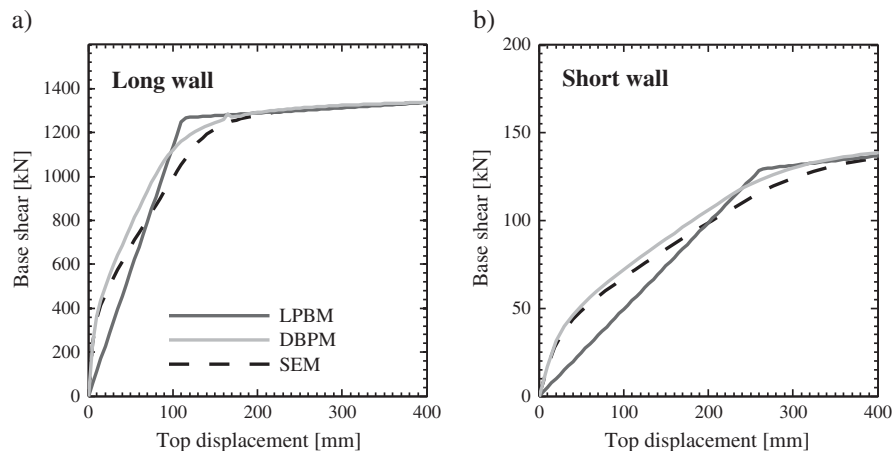 a)
Long wall
1400
1200
1000
800
600
400
200
0
Base shear [kN]
LPBM
DBPM
SEM
0 100 200 300 400
Top displacement [mm]
b)
Short wall
200
150
100
50
0
Base shear [kN]
0 100 200 300 400
Top displacement [mm]